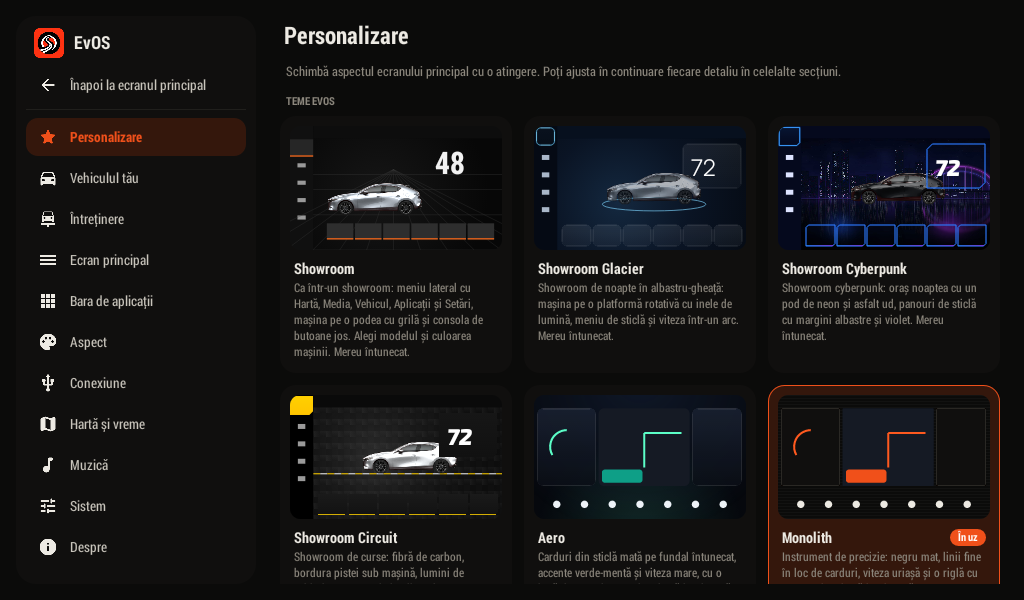 EvOS
Înapoi la ecranul principal
Personalizare
Vehiculul tău
Întreținere
Ecran principal
Bara de aplicații
Aspect
Conexiune
Hartă și vreme
Muzică
Sistem
Despre
Personalizare
Schimbă aspectul ecranului principal cu o atingere. Poți ajusta în continuare fiecare detaliu în celelalte secțiuni.
TEME EVOS
48
Showroom
Ca într-un showroom: meniu lateral cu
Hartă, Media, Vehicul, Aplicații și Setări,
mașina pe o podea cu grilă și consola de
butoane jos. Alegi modelul și culoarea
mașinii. Mereu întunecat.
72
Showroom Glacier
Showroom de noapte în albastru-gheață:
mașina pe o platformă rotativă cu inele de
lumină, meniu de sticlă și viteza într-un arc.
Mereu întunecat.
72
Showroom Cyberpunk
Showroom cyberpunk: oraș noaptea cu un
pod de neon și asfalt ud, panouri de sticlă
cu margini albastre și violet. Mereu
întunecat.
72
Showroom Circuit
Showroom de curse: fibră de carbon,
bordura pistei sub mașină, lumini de
Aero
Carduri din sticlă mată pe fundal întunecat,
accente verde-mentă și viteza mare, cu o
Monolith
În uz
Instrument de precizie: negru mat, linii fine
în loc de carduri, viteza uriașă și o riglă cu